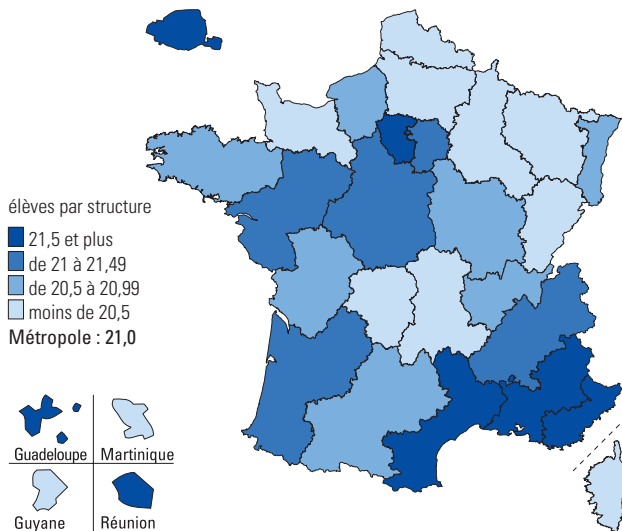 élèves par structure
21,5 et plus
de 21 à 21,49
de 20,5 à 20,99
moins de 20,5
Métropole : 21,0
Guadeloupe
Martinique
Guyane
Réunion